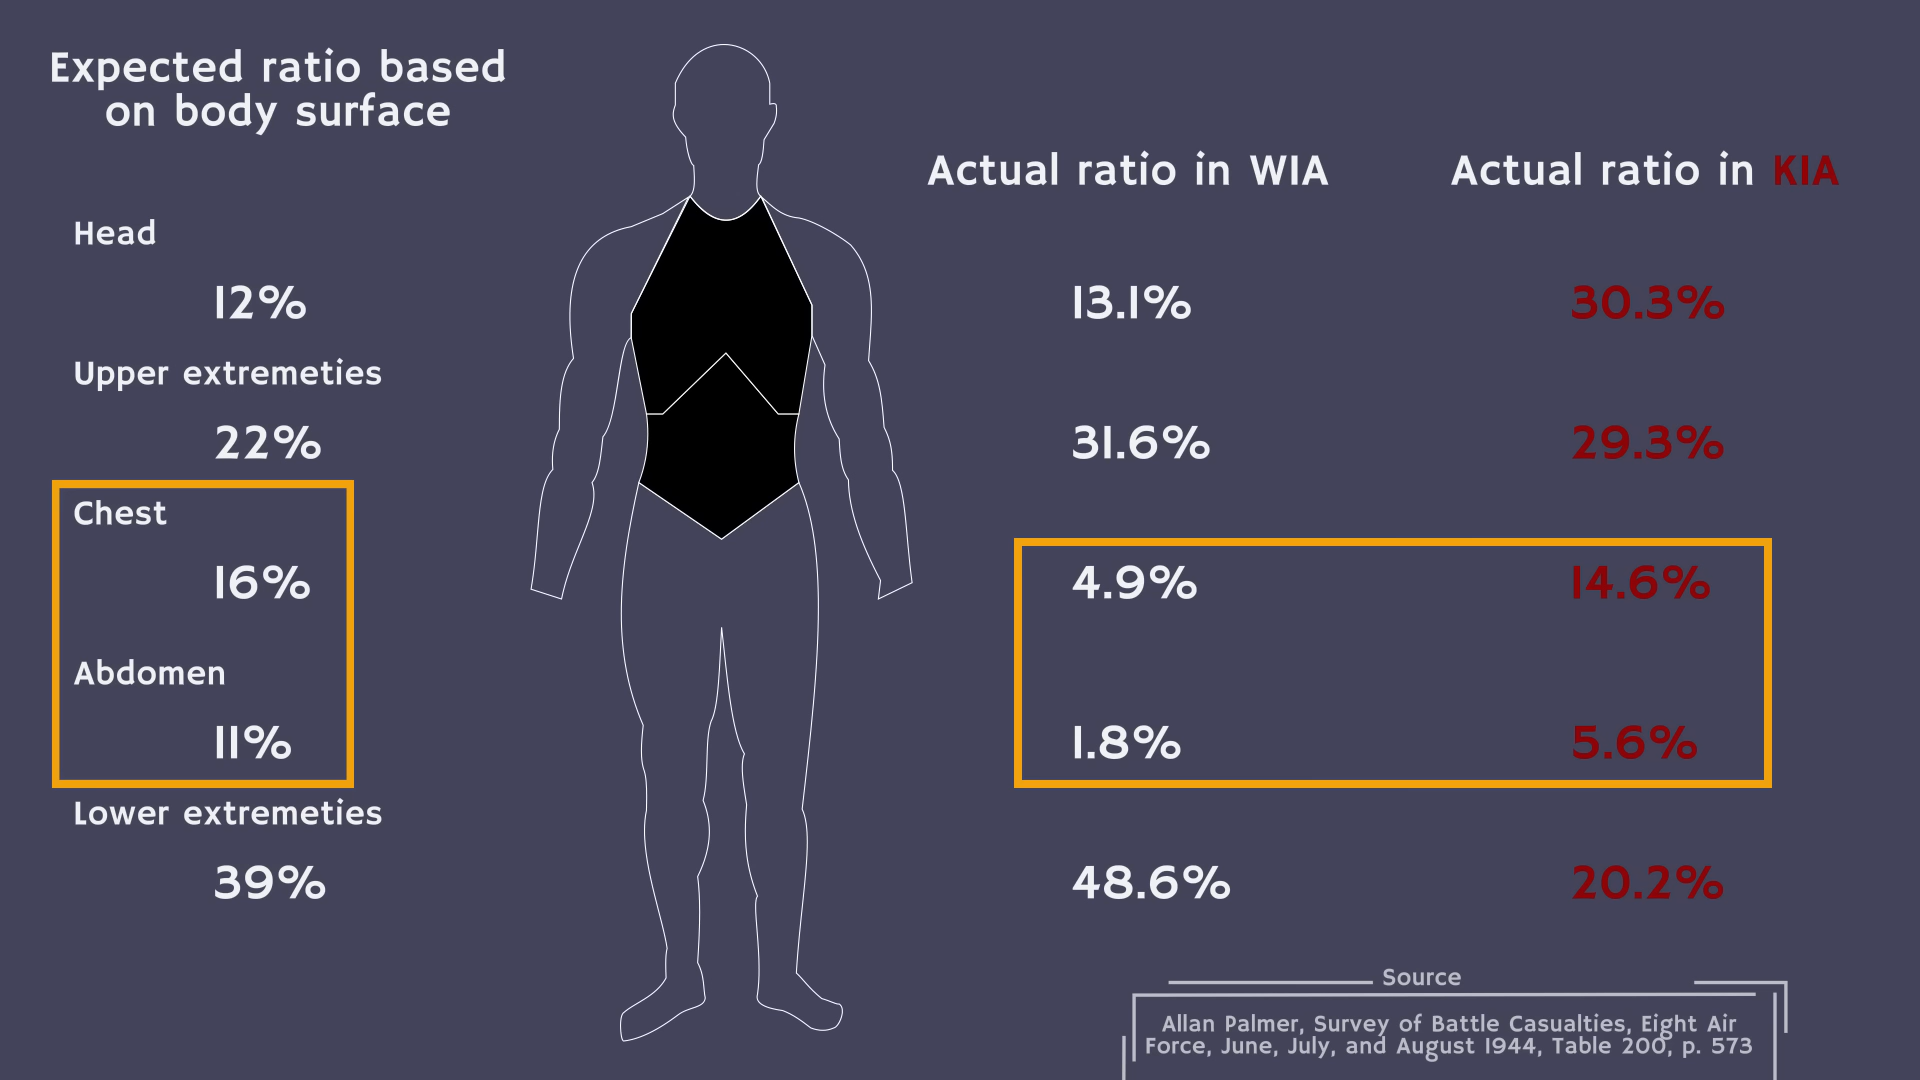 Expected ratio based
on body surface
Actual ratio in WIA
Actual ratio in KIA
Head
12%
13.1%
30.3%
Upper extremeties
22%
31.6%
29.3%
Chest
16%
4.9%
14.6%
Abdomen
11%
1.8%
5.6%
Lower extremeties
39%
48.6%
20.2%
Source
Allan Palmer, Survey of Battle Casualties, Eight Air
Force, June, July, and August 1944, Table 200, p. 573